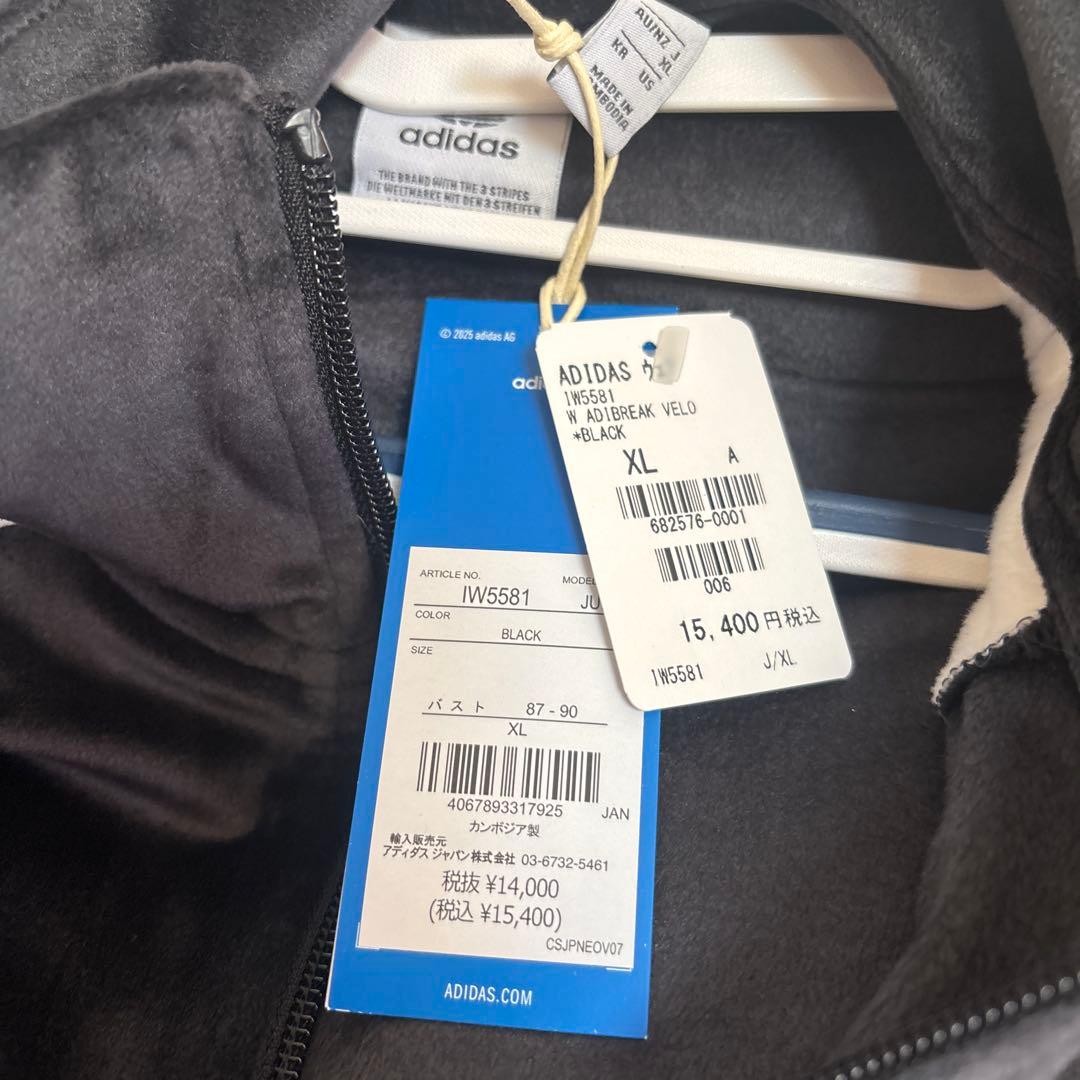 AU/NZ J XL
KR US
MADE IN
CAMBODIA
adidas
THE BRAND WITH THE 3 STRIPES
DIE WELTMARKE MIT DEN 3 STREIFEN
© 2025 adidas AG
ADIDAS
IW5581
W ADIBREAK VELO
*BLACK
XL A
682576-0001
006
15,400円税込
IW5581 J/XL
ARTICLE NO. MODEL
IW5581 JU
COLOR
BLACK
SIZE
バスト 87-90
XL
4067893317925 JAN
カンボジア製
輸入販売元
アディダス ジャパン株式会社 03-6732-5461
税抜 ¥14,000
(税込 ¥15,400)
CSJPNEOV07
ADIDAS.COM